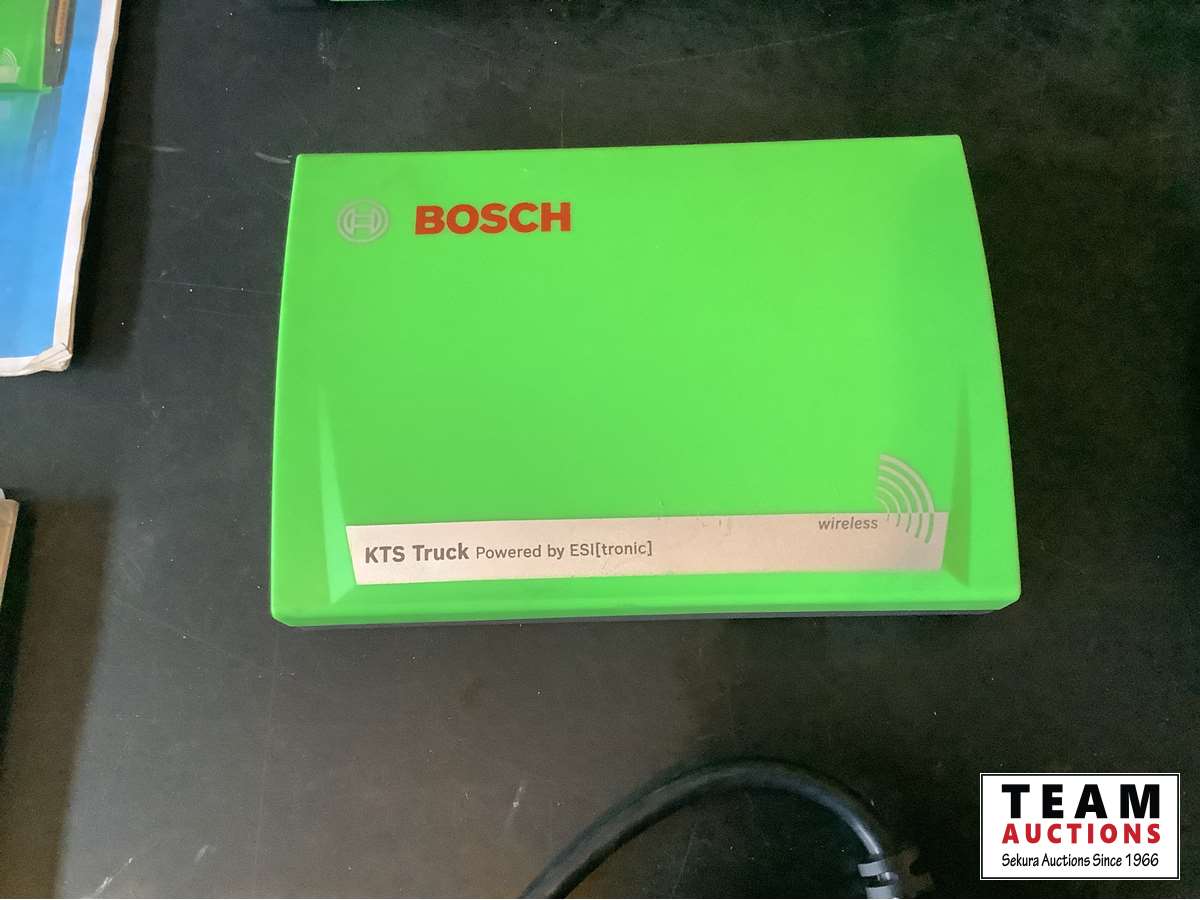 BOSCH
wireless
KTS Truck Powered by ESI[tronic]
TEAM
AUCTIONS
Sekura Auctions Since 1966